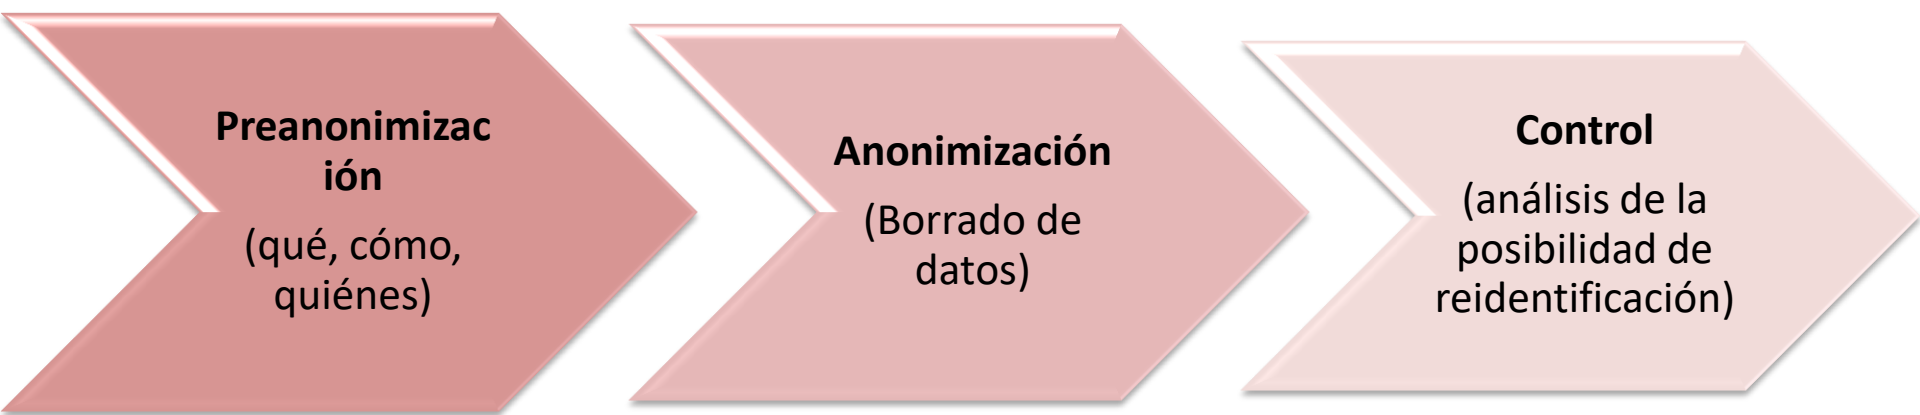 Preanonimizac
ión
(qué, cómo,
quiénes)
Anonimización
(Borrado de
datos)
Control
(análisis de la
posibilidad de
reidentificación)